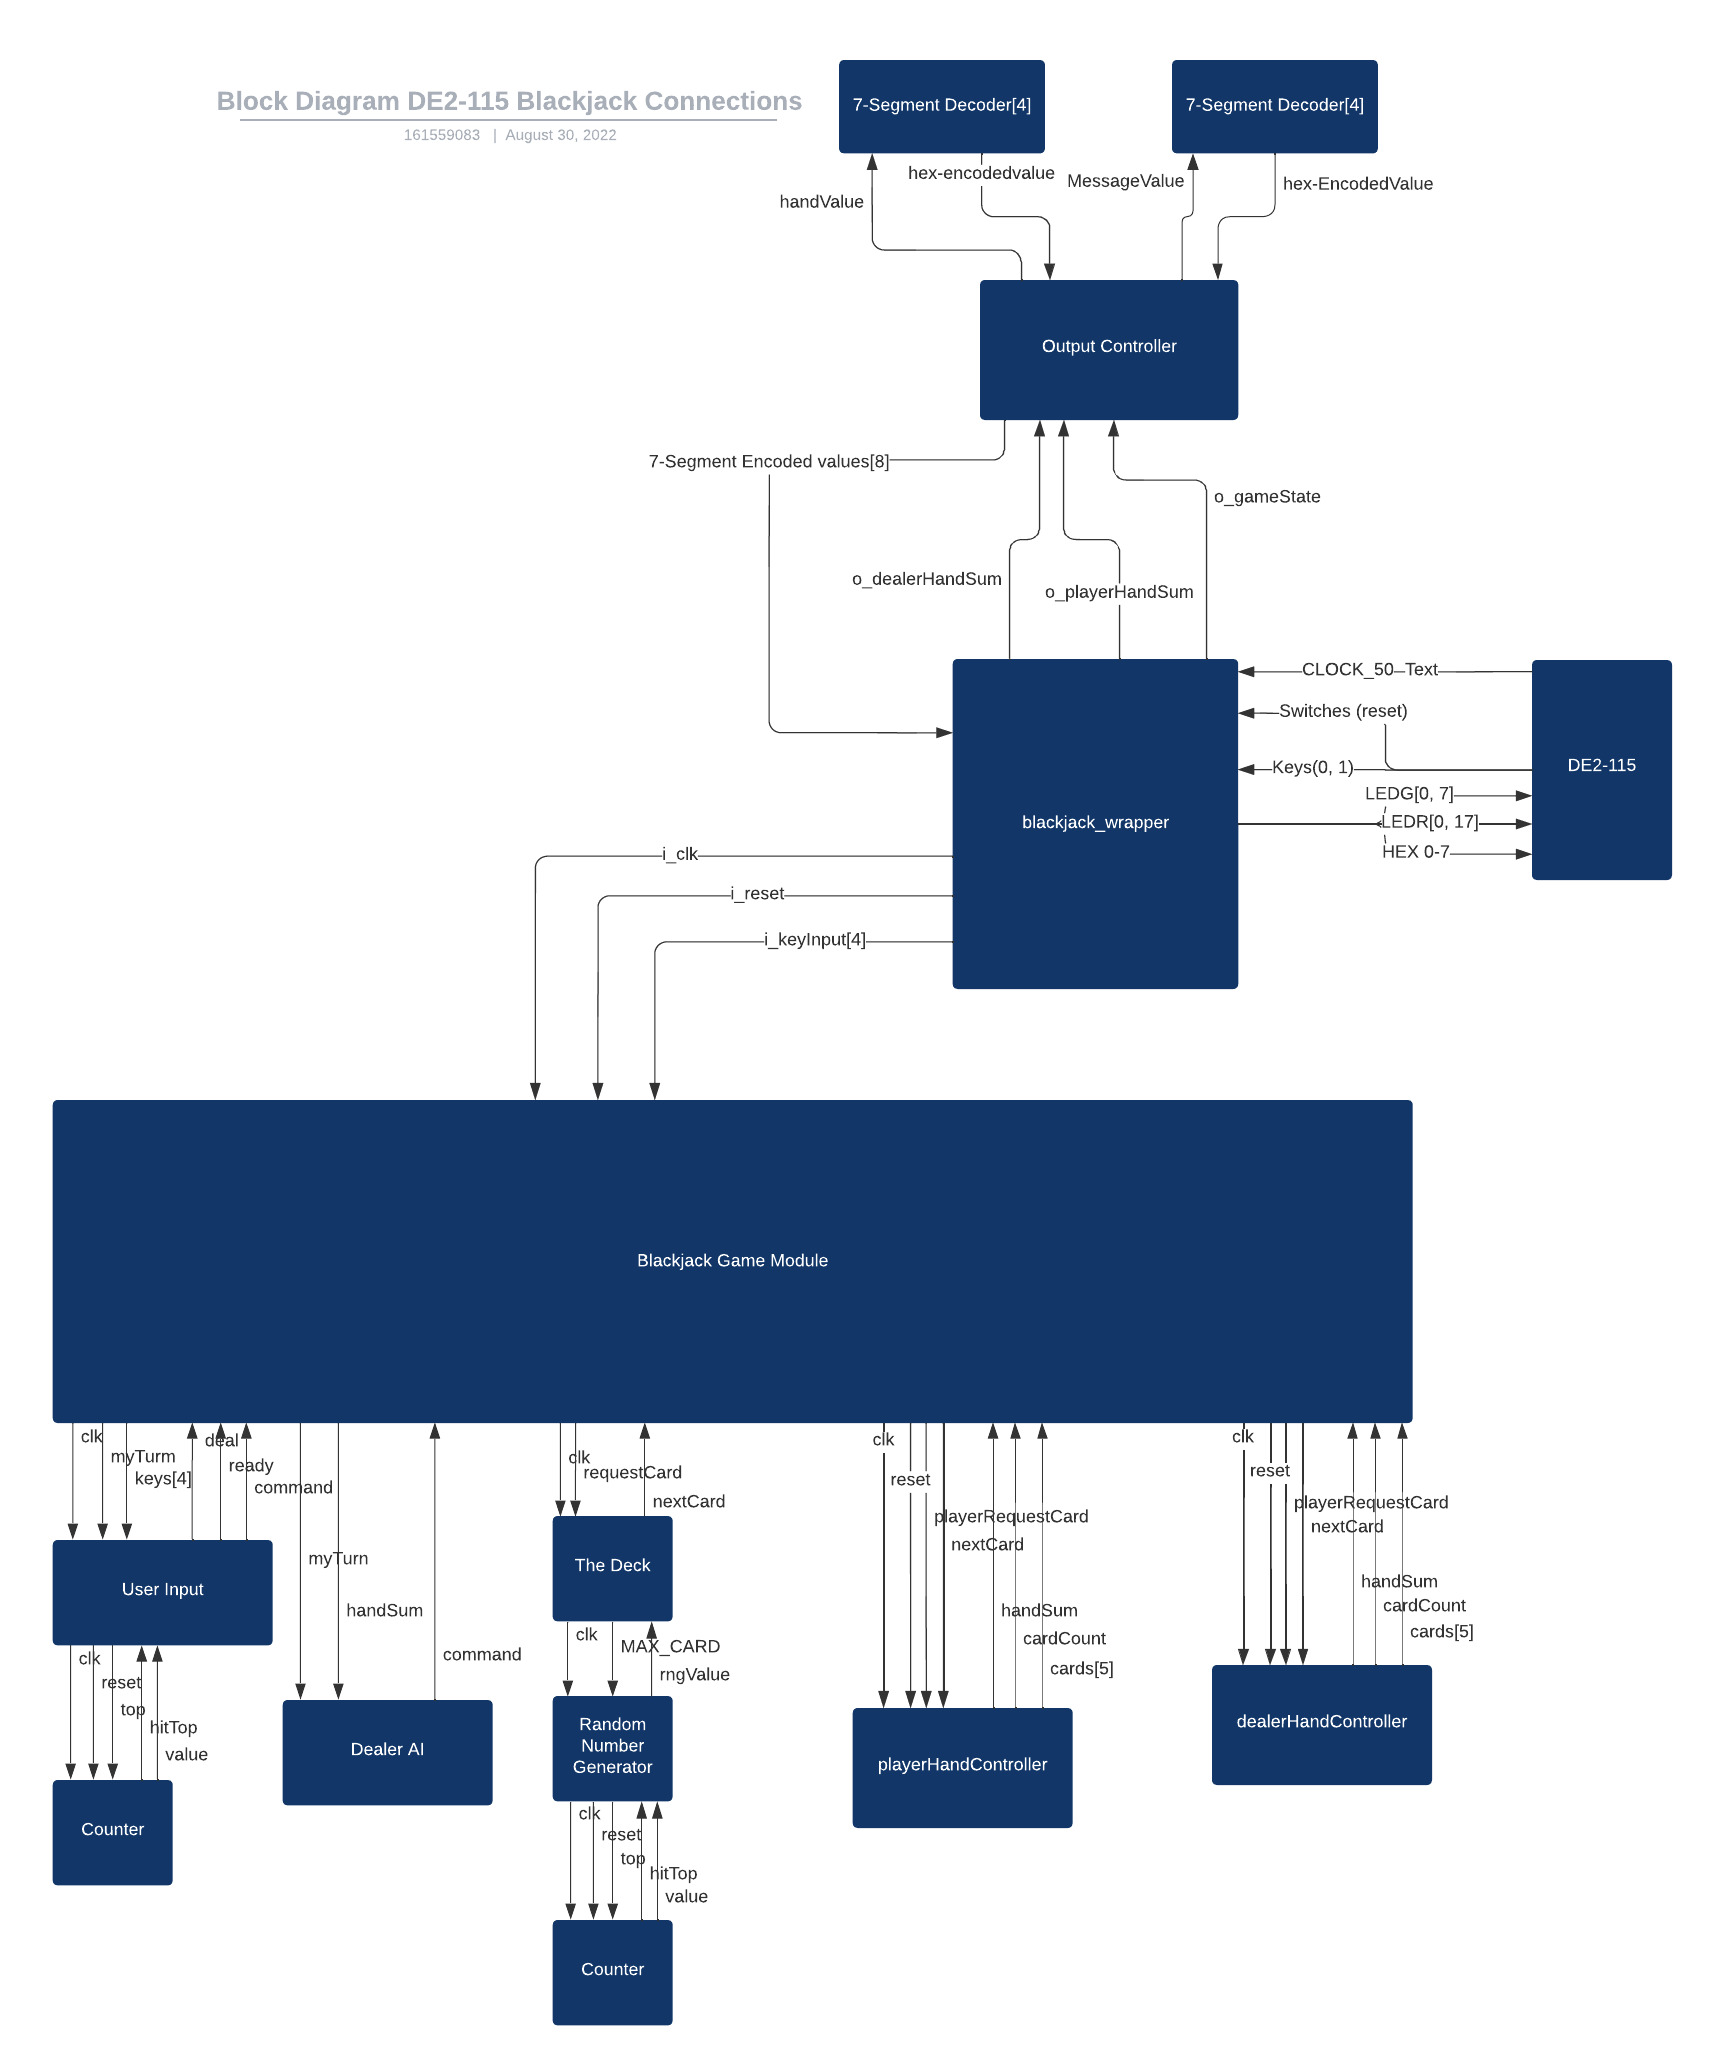 Block Diagram DE2-115 Blackjack Connections
161559083 | August 30, 2022
7-Segment Decoder[4]
7-Segment Decoder[4]
hex-encodedvalue
MessageValue
hex-EncodedValue
handValue
Output Controller
7-Segment Encoded values[8]
o_gameState
o_dealerHandSum
o_playerHandSum
CLOCK_50
Text
Switches (reset)
Keys(0, 1)
DE2-115
LEDG[0, 7]
LEDR[0, 17]
HEX 0-7
blackjack_wrapper
i_clk
i_reset
i_keyInput[4]
Blackjack Game Module
clk
myTurm
keys[4]
deal
ready
command
User Input
clk
reset
top
hitTop
value
Counter
myTurn
handSum
command
Dealer AI
clk
requestCard
nextCard
The Deck
clk
MAX_CARD
rngValue
Random
Number
Generator
clk
reset
top
hitTop
value
Counter
clk
reset
playerRequestCard
nextCard
handSum
cardCount
cards[5]
playerHandController
clk
reset
playerRequestCard
nextCard
handSum
cardCount
cards[5]
dealerHandController